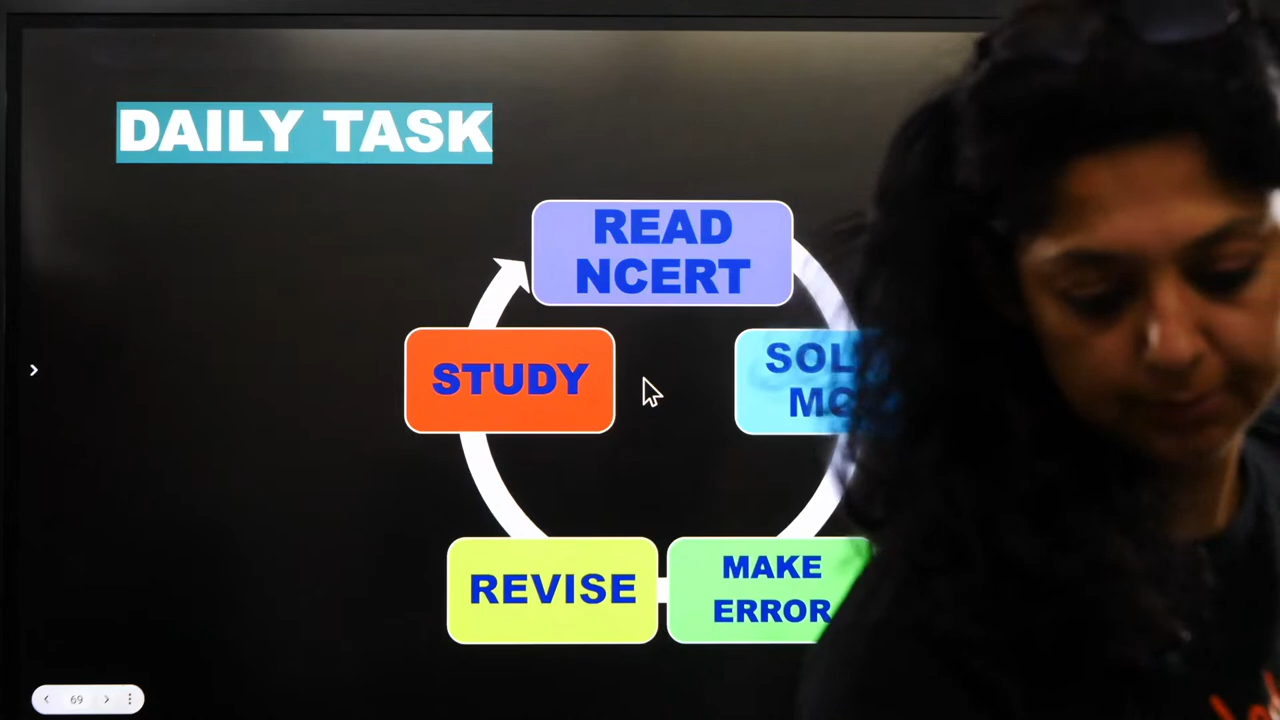 DAILY TASK
READ
NCERT
STUDY
REVISE
MAKE
ERROR
69